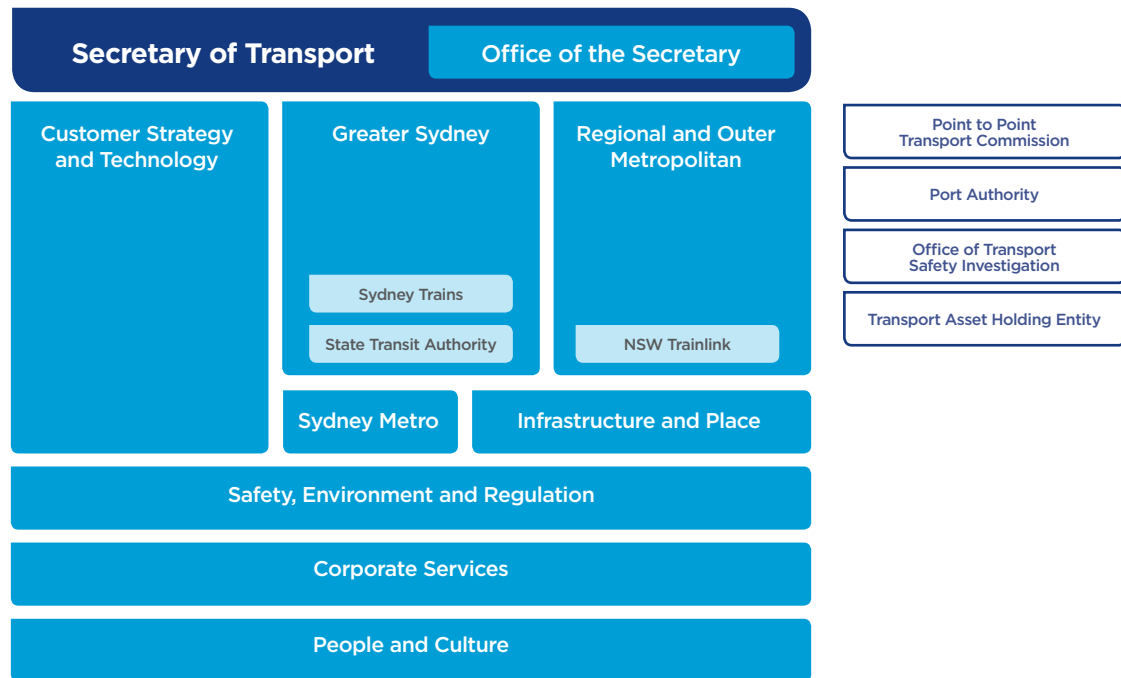 Secretary of Transport
Office of the Secretary
Customer Strategy
and Technology
Greater Sydney
Sydney Trains
State Transit Authority
Regional and Outer
Metropolitan
NSW Trainlink
Sydney Metro
Infrastructure and Place
Safety, Environment and Regulation
Corporate Services
People and Culture
Point to Point
Transport Commission
Port Authority
Office of Transport
Safety Investigation
Transport Asset Holding Entity